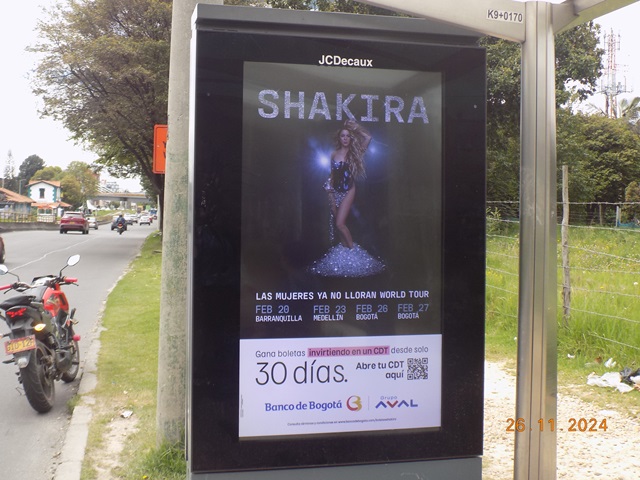 K9+0170
JCDecaux
SHAKIRA
LAS MUJERES YA NO LLORAN WORLD TOUR
FEB 20 FEB 23 FEB 26 FEB 27
BARRANQUILLA MEDELLÍN BOGOTÁ BOGOTÁ
Gana boletas invirtiendo en un CDT desde solo
30 días.
Abre tu CDT
aquí
Banco de Bogotá Grupo
AVAL
26.11.2024